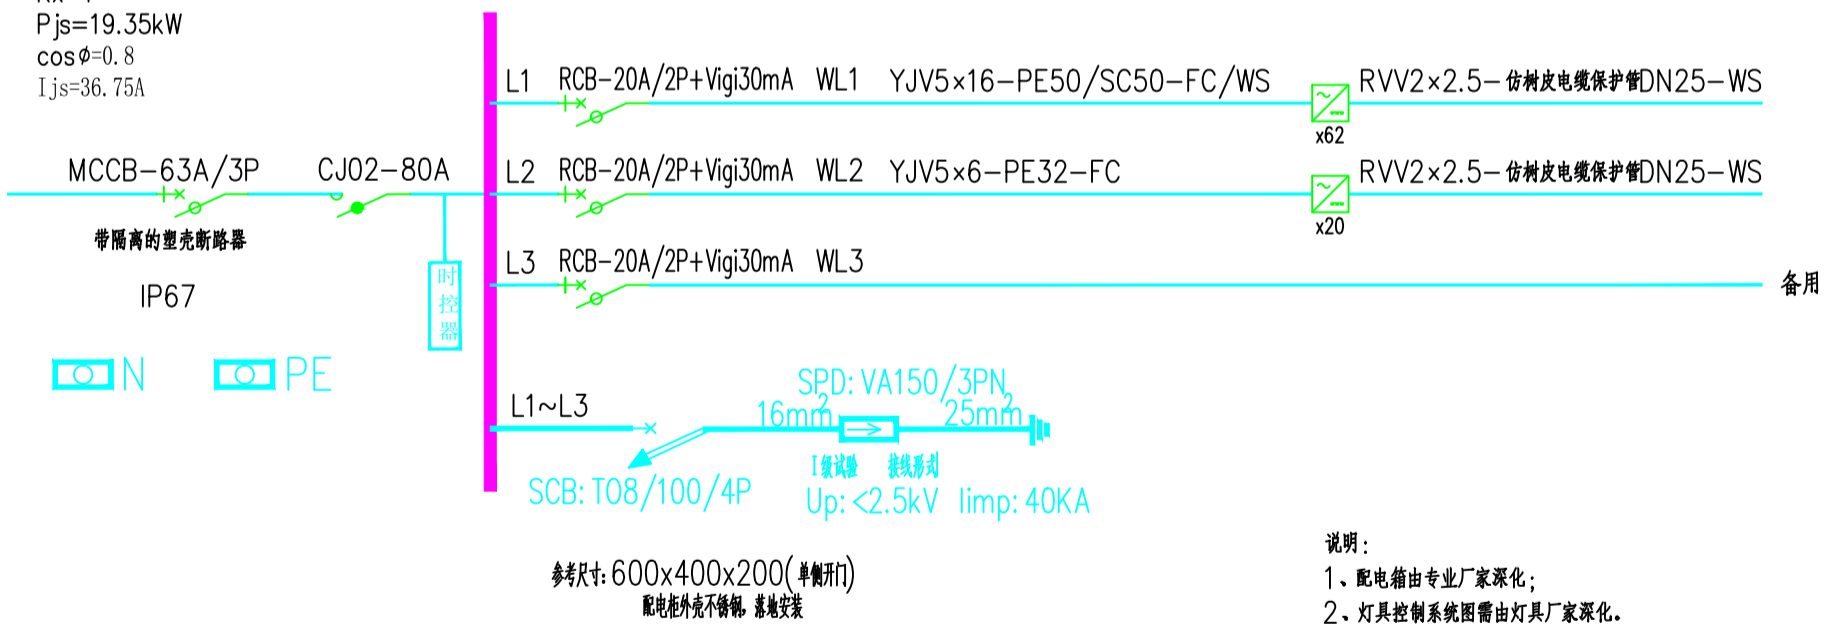 Pjs=19.35kW
cosφ=0.8
Ijs=36.75A
L1 RCB-20A/2P+Vigi30mA WL1 YJV5×16-PE50/SC50-FC/WS RVV2×2.5-仿树皮电缆保护管DN25-WS
x62
MCCB-63A/3P CJ02-80A L2 RCB-20A/2P+Vigi30mA WL2 YJV5×6-PE32-FC RVV2×2.5-仿树皮电缆保护管DN25-WS
x20
带隔离的塑壳断路器
IP67
时控器
L3 RCB-20A/2P+Vigi30mA WL3
备用
N PE
L1~L3
SPD: VA150/3PN
16mm² 25mm²
I级试验 接线形式
SCB: T08/100/4P
Up: <2.5kV Iimp: 40KA
参考尺寸: 600x400x200(单侧开门)
配电柜外壳不锈钢, 落地安装
说明:
1、配电箱由专业厂家深化;
2、灯具控制系统图需由灯具厂家深化。